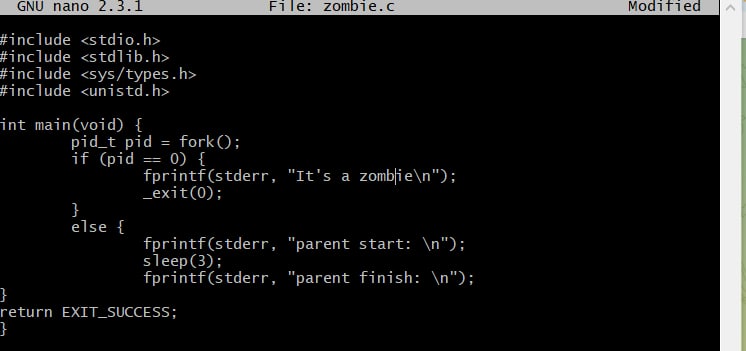 GNU nano 2.3.1 File: zombie.c Modified
#include <stdio.h>
#include <stdlib.h>
#include <sys/types.h>
#include <unistd.h>
int main(void) {
pid_t pid = fork();
if (pid == 0) {
fprintf(stderr, "It's a zombie\n");
_exit(0);
}
else {
fprintf(stderr, "parent start: \n");
sleep(3);
fprintf(stderr, "parent finish: \n");
}
return EXIT_SUCCESS;
}